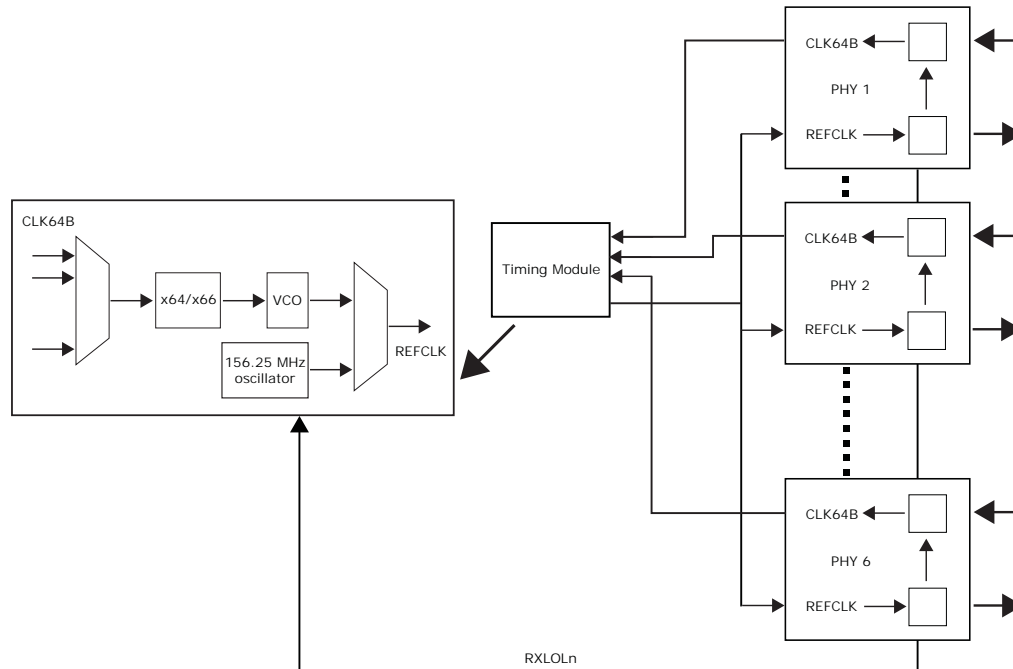 CLK64B
x64/x66
VCO
156.25 MHz
oscillator
REFCLK
Timing Module
CLK64B
PHY 1
REFCLK
CLK64B
PHY 2
REFCLK
CLK64B
PHY 6
REFCLK
RXLOLn